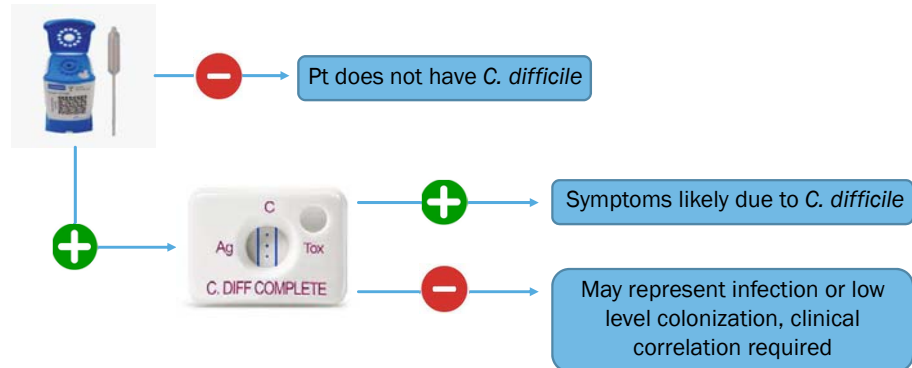 Pt does not have C. difficile
Symptoms likely due to C. difficile
C
Ag
Tox
C. DIFF COMPLETE
May represent infection or low
level colonization, clinical
correlation required